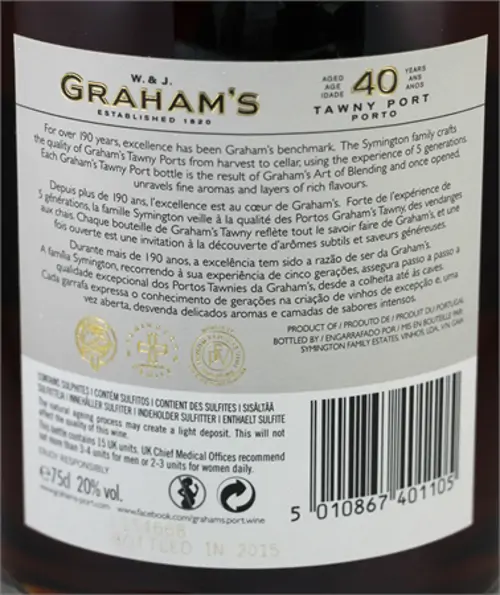 W. & J.
GRAHAM'S
ESTABLISHED 1820
AGED 40 YEARS
AGE ANS
IDADE ANOS
TAWNY PORT
PORTO
For over 190 years, excellence has been Graham's benchmark. The Symington family crafts
the quality of Graham's Tawny Ports from harvest to cellar, using the experience of 5 generations.
Each Graham's Tawny Port bottle is the result of Graham's Art of Blending and once opened,
unravels fine aromas and layers of rich flavours.
Depuis plus de 190 ans, l'excellence est au cœur de Graham's. Forte de l'expérience de
5 générations, la famille Symington veille à la qualité des Portos Graham's Tawny, des vendanges
aux chais. Chaque bouteille de Graham's Tawny reflète tout le savoir faire de Graham's, et une
fois ouverte est une invitation à la découverte d'arômes subtils et saveurs généreuses.
Durante mais de 190 anos, a excelência tem sido a razão de ser da Graham's.
A família Symington, recorrendo à sua experiência de cinco gerações, assegura passo a passo a
qualidade excepcional dos Portos Tawnies da Graham's, desde a colheita até às caves.
Cada garrafa expressa o conhecimento de gerações na criação de vinhos de excepção e, uma
vez aberta, desvenda delicados aromas e camadas de sabores intensos.
PRODUCT OF / PRODUTO DE / PRODUIT DU PORTUGAL
BOTTLED BY / ENGARRAFADO POR / MIS EN BOUTEILLE PAR
SYMINGTON FAMILY ESTATES, VINHOS, LDA, VN. GAIA
CONTAINS SULPHITES | CONTÉM SULFITOS | CONTIENT DES SULFITES | SISÄLTÄÄ
SULFIITTEJA | INNEHÅLLER SULFITER | INDEHOLDER SULFITTER | ENTHAELT SULFITE
The natural ageing process may create a light deposit. This will not
affect the quality of this wine.
This bottle contains 15 UK units. UK Chief Medical Officers recommend
not more than 3-4 units for men or 2-3 units for women daily.
ENJOY RESPONSIBLY
e75cl 20% vol.
www.grahams-port.com
www.facebook.com/grahams.port.wine
5 010867 401105
BOTTLED IN 2015